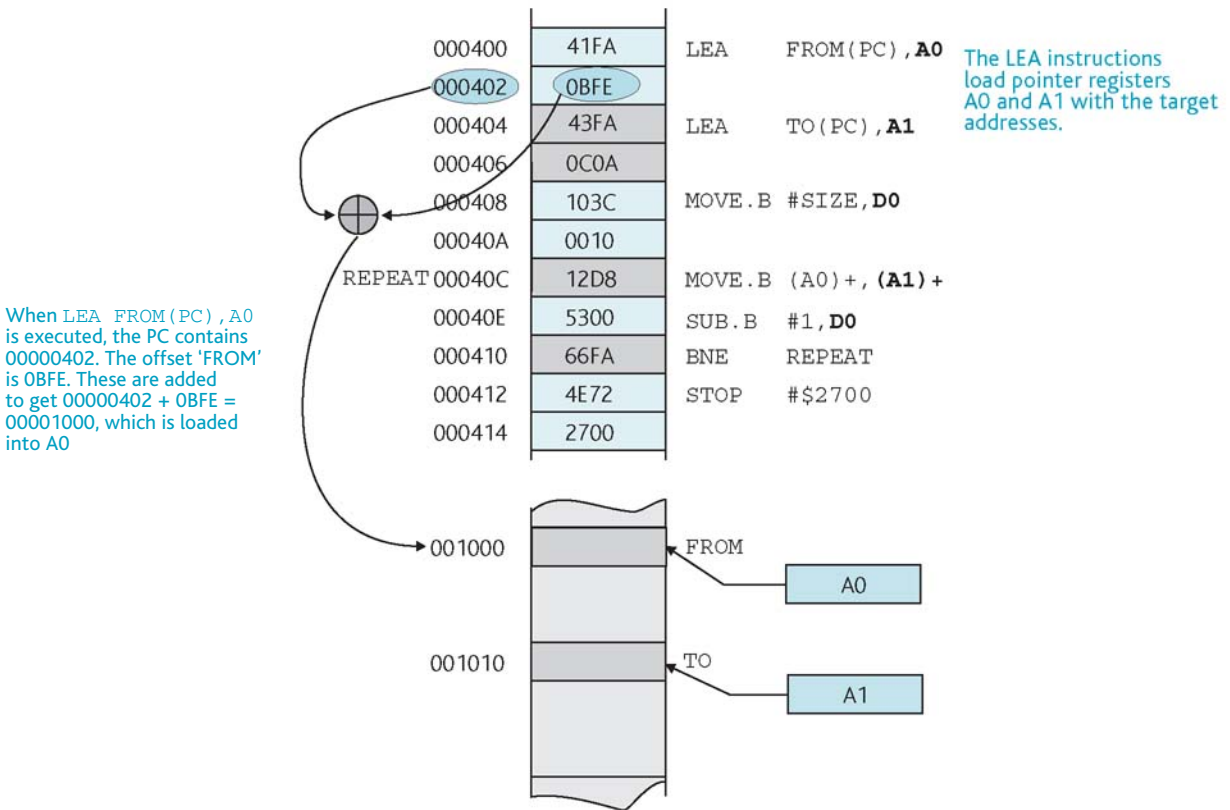 000400 41FA LEA FROM(PC),A0
000402 0BFE
000404 43FA LEA TO(PC),A1
000406 0C0A
000408 103C MOVE.B #SIZE,D0
00040A 0010
REPEAT 00040C 12D8 MOVE.B (A0)+,(A1)+
00040E 5300 SUB.B #1,D0
000410 66FA BNE REPEAT
000412 4E72 STOP #$2700
000414 2700
The LEA instructions
load pointer registers
A0 and A1 with the target
addresses.
When LEA FROM(PC),A0
is executed, the PC contains
00000402. The offset ‘FROM’
is 0BFE. These are added
to get 00000402 + 0BFE =
00001000, which is loaded
into A0
001000 FROM
A0
001010 TO
A1